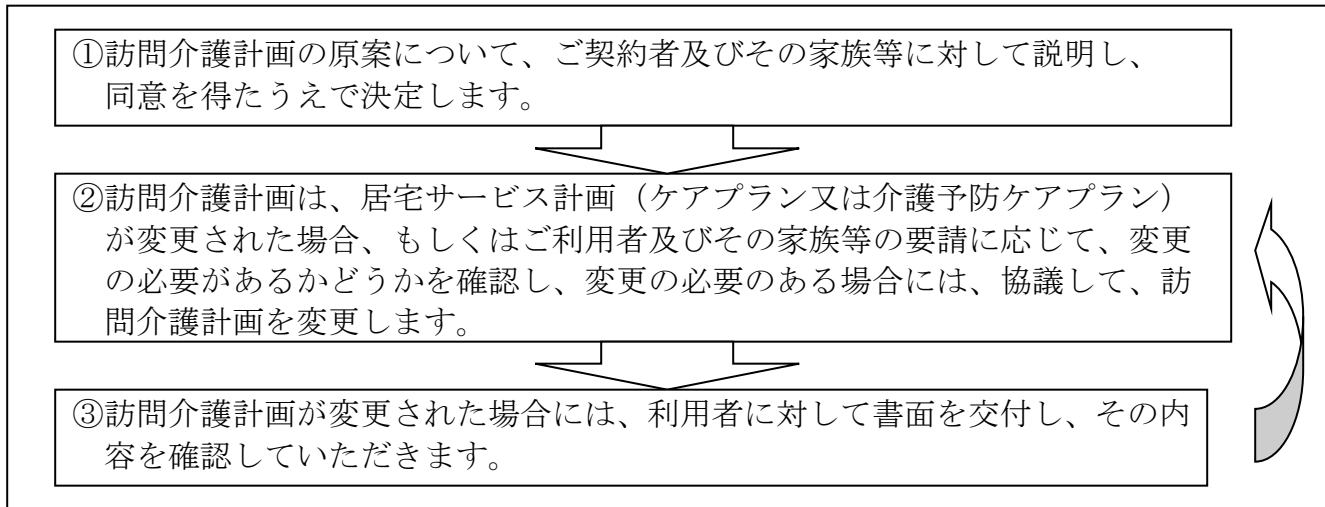 ①訪問介護計画の原案について、ご契約者及びその家族等に対して説明し、
同意を得たうえで決定します。
②訪問介護計画は、居宅サービス計画（ケアプラン又は介護予防ケアプラン）
が変更された場合、もしくはご利用者及びその家族等の要請に応じて、変更
の必要があるかどうかを確認し、変更の必要のある場合には、協議して、訪
問介護計画を変更します。
③訪問介護計画が変更された場合には、利用者に対して書面を交付し、その内
容を確認していただきます。